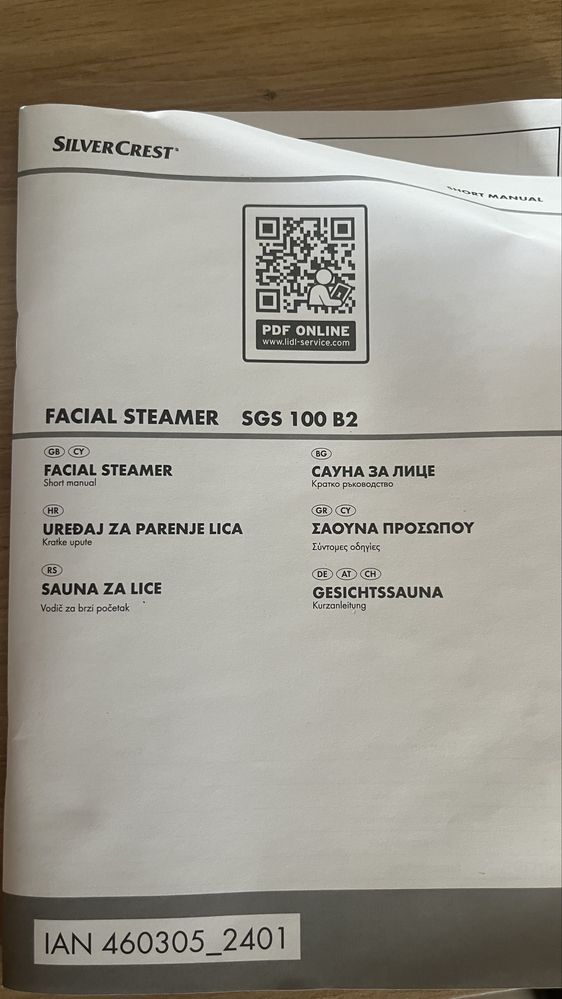 SILVERCREST®
SHORT MANUAL
PDF ONLINE
www.lidl-service.com
FACIAL STEAMER SGS 100 B2
GB CY
FACIAL STEAMER
Short manual
HR
UREĐAJ ZA PARENJE LICA
Kratke upute
RS
SAUNA ZA LICE
Vodič za brzi početak
BG
САУНА ЗА ЛИЦЕ
Кратко ръководство
GR CY
ΣΑΟΥΝΑ ΠΡΟΣΩΠΟΥ
Σύντομες οδηγίες
DE AT CH
GESICHTSSAUNA
Kurzanleitung
IAN 460305_2401